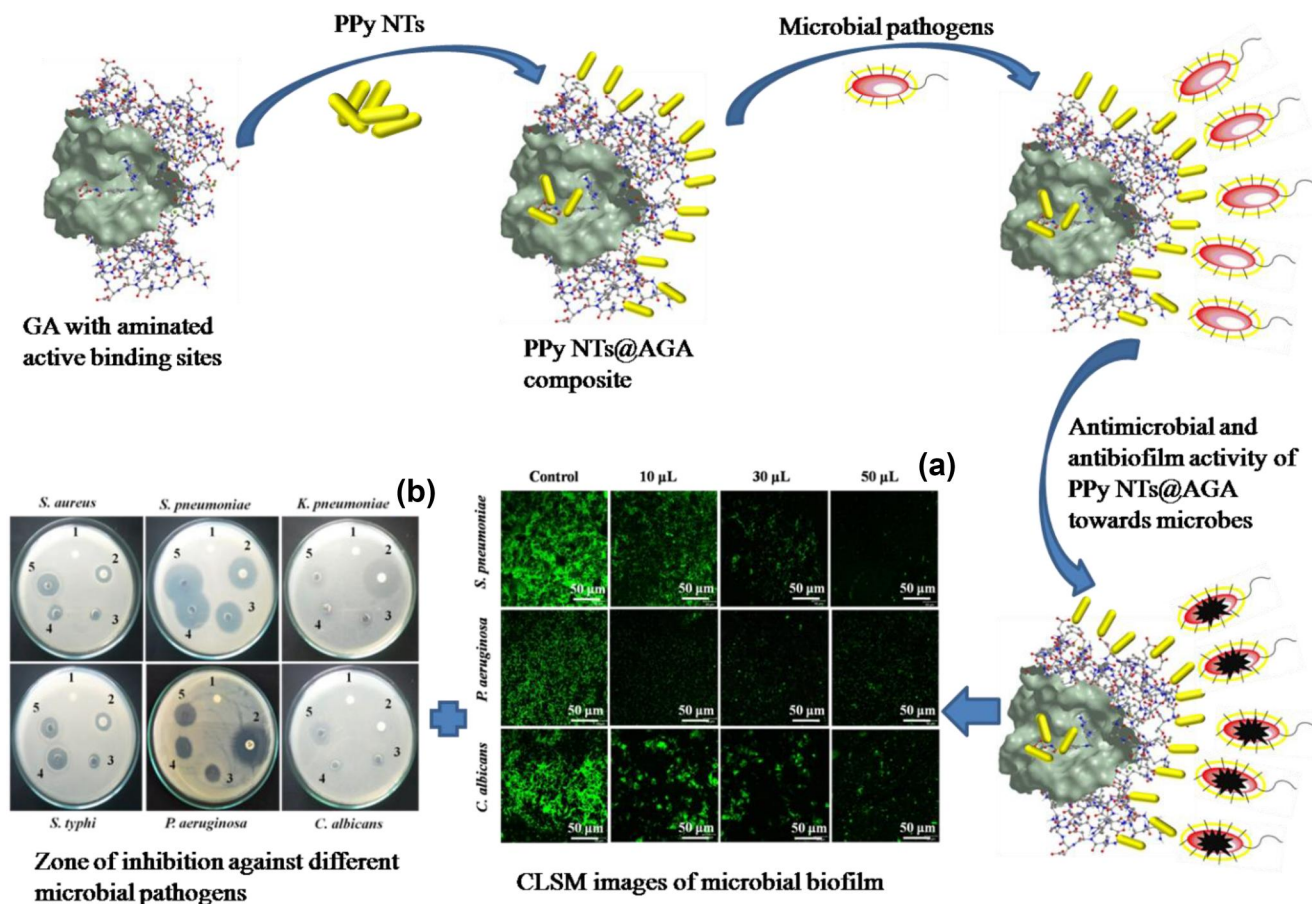 PPy NTs
Microbial pathogens
GA with aminated
active binding sites
PPy NTs@AGA
composite
Antimicrobial and
antibiofilm activity of
PPy NTs@AGA
towards microbes
(b)
S. aureus
S. pneumoniae
K. pneumoniae
1
2
3
4
5
1
2
3
4
5
1
2
3
4
5
1
2
3
4
5
1
2
3
4
5
1
2
3
4
5
S. typhi
P. aeruginosa
C. albicans
Zone of inhibition against different
microbial pathogens
(a)
Control
10 µL
30 µL
50 µL
S. pneumoniae
50 µm
50 µm
50 µm
50 µm
P. aeruginosa
50 µm
50 µm
50 µm
50 µm
C. albicans
50 µm
50 µm
50 µm
50 µm
CLSM images of microbial biofilm